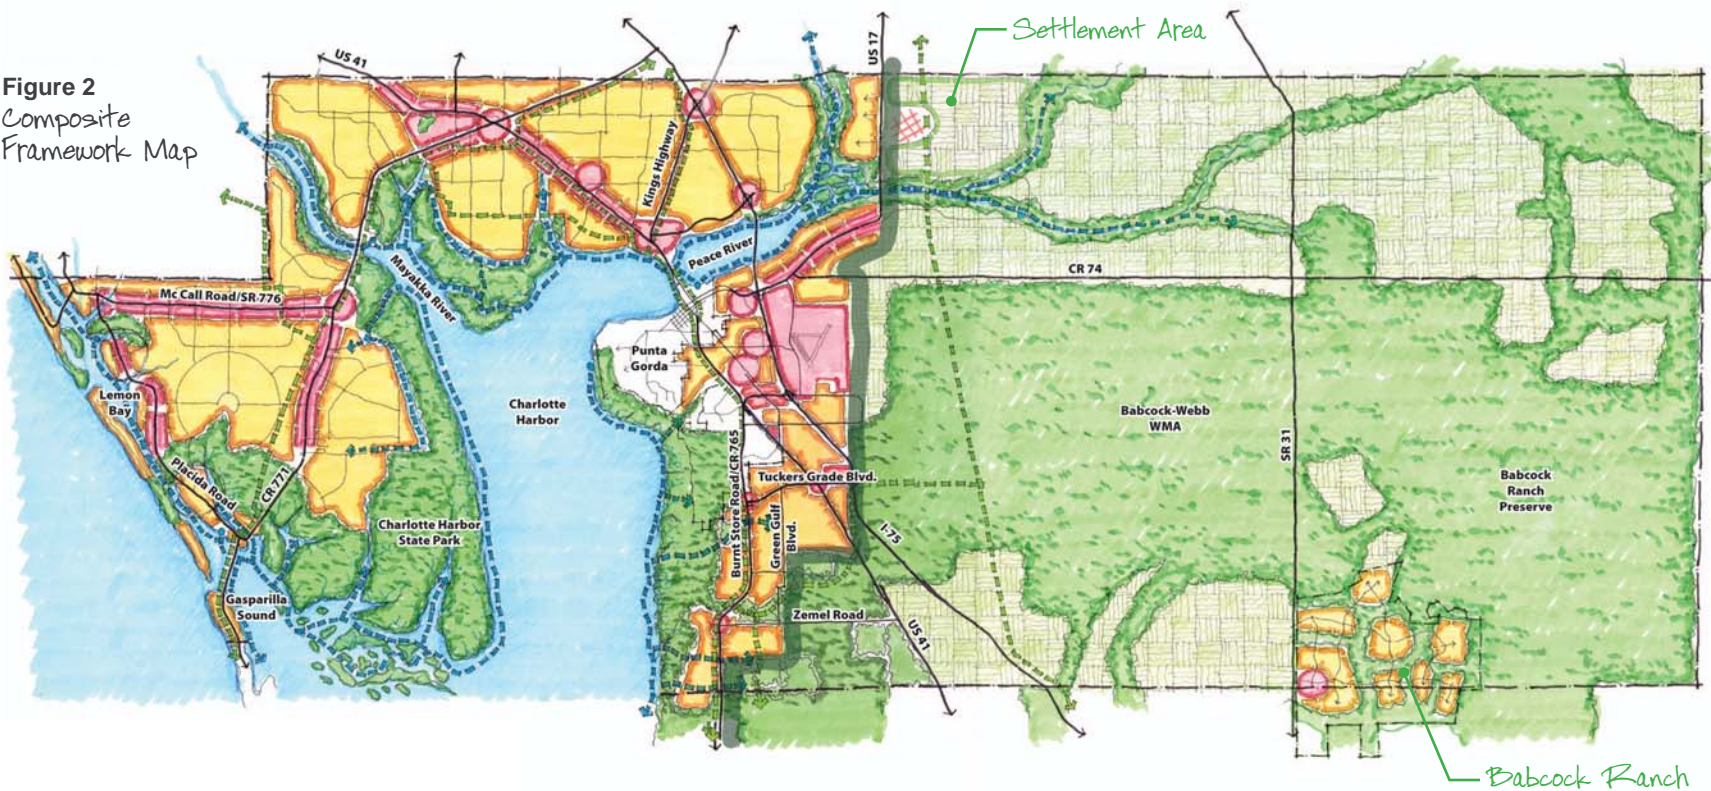 Figure 2
Composite
Framework Map
US 41
US 17
Settlement Area
Kings Highway
Peace River
CR 74
Mayakka River
Mc Call Road/SR 776
Punta
Gorda
Lemon
Bay
Charlotte
Harbor
Babcock-Webb
WMA
SR 31
Burnt Store Road/CR 765
Tuckers Grade Blvd.
Placida Road
CR 771
Babcock
Ranch
Preserve
Charlotte Harbor
State Park
Green Gulf
Blvd.
I-75
Gasparilla
Sound
Zemel Road
US 41
Babcock Ranch